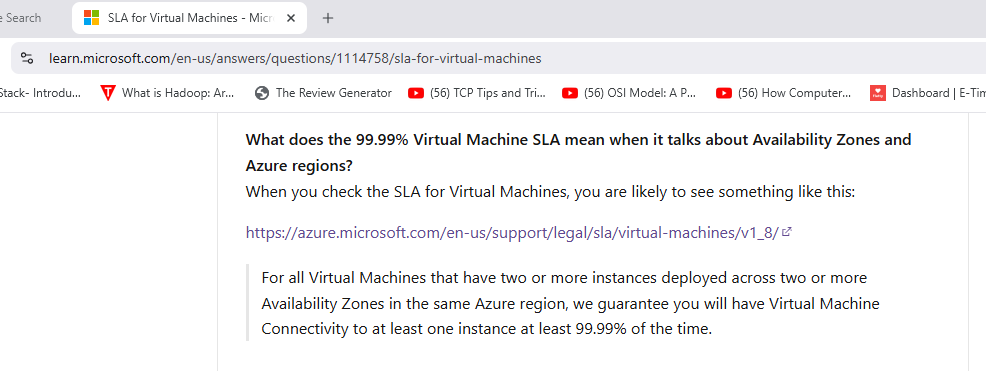 e Search
SLA for Virtual Machines - Micr
learn.microsoft.com/en-us/answers/questions/1114758/sla-for-virtual-machines
Stack- Introdu... What is Hadoop: Ar... The Review Generator (56) TCP Tips and Tri... (56) OSI Model: A P... (56) How Computer... Dashboard | E-Tim
What does the 99.99% Virtual Machine SLA mean when it talks about Availability Zones and
Azure regions?
When you check the SLA for Virtual Machines, you are likely to see something like this:
https://azure.microsoft.com/en-us/support/legal/sla/virtual-machines/v1_8/
For all Virtual Machines that have two or more instances deployed across two or more
Availability Zones in the same Azure region, we guarantee you will have Virtual Machine
Connectivity to at least one instance at least 99.99% of the time.